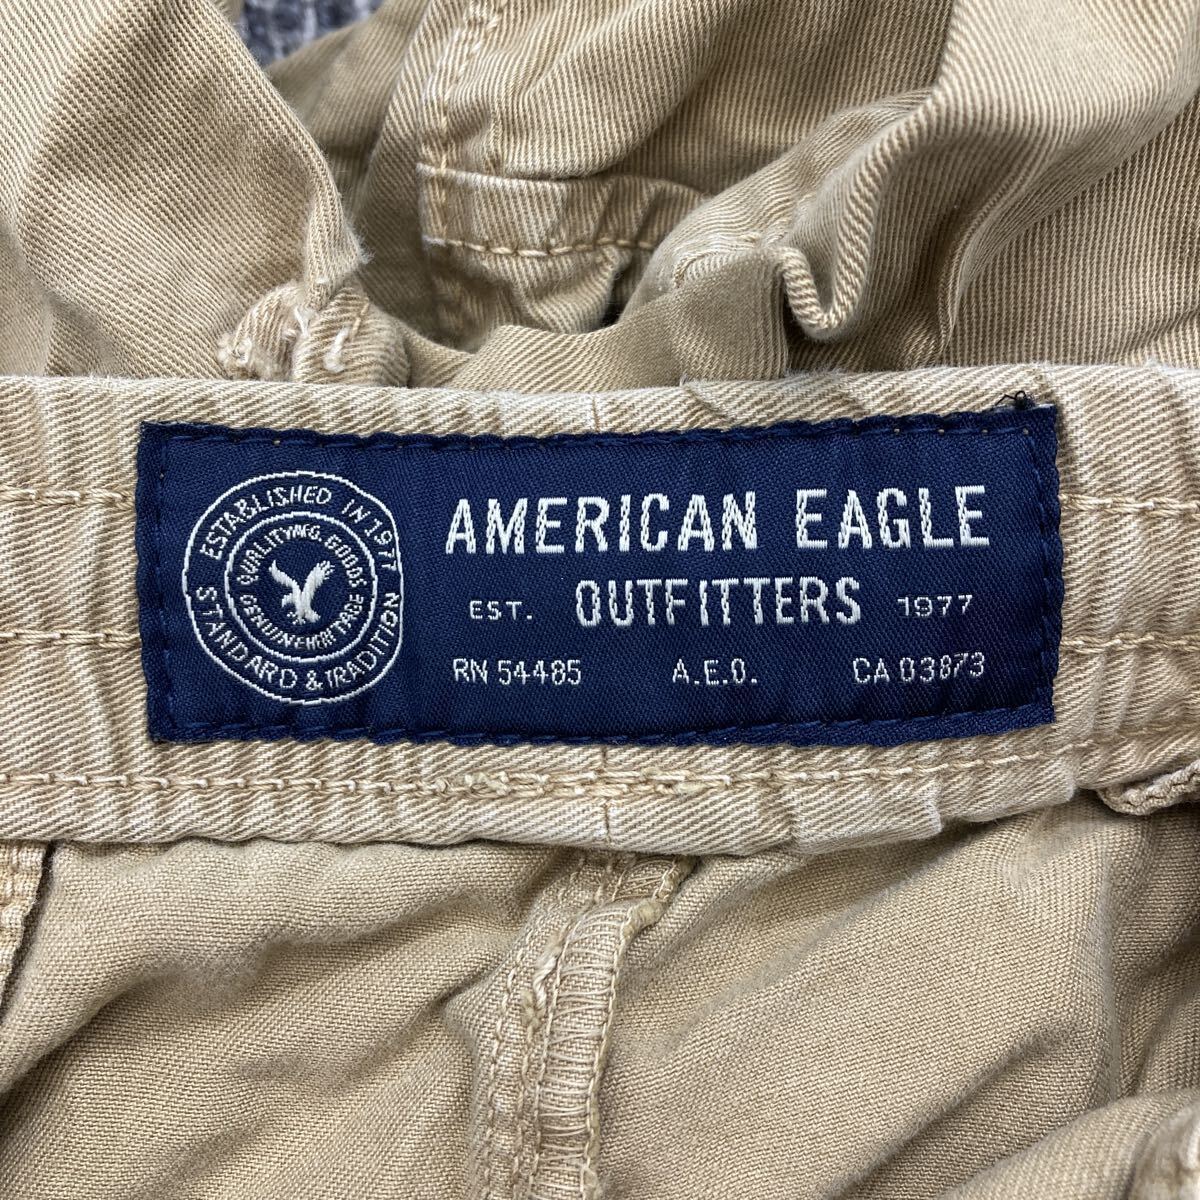 ESTABLISHED IN 1977
STANDARD & TRADITION
QUALITY MFG. GOODS
GENUINE HERITAGE
AMERICAN EAGLE
EST. OUTFITTERS 1977
RN 54485 A.E.O. CA 03873